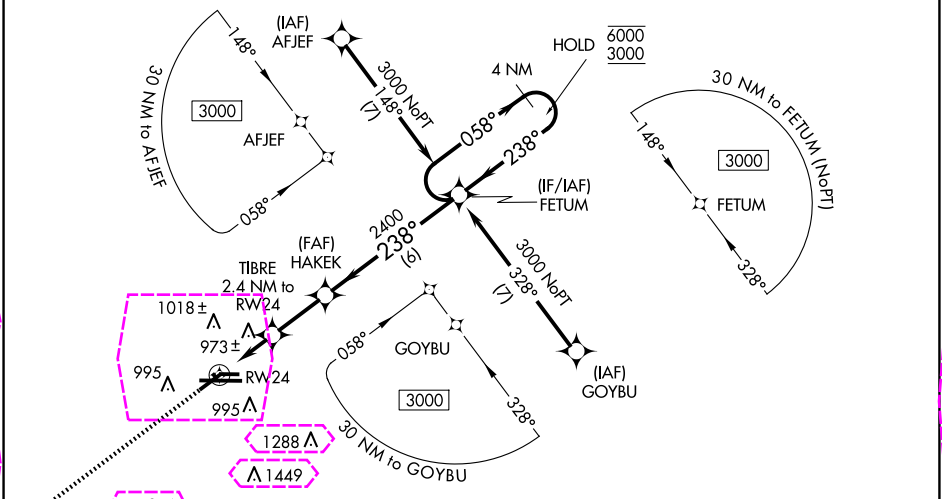 (IAF)
AFJEF
148°
30 NM to AFJEF
3000
AFJEF
058°
3000 NoPT
148°
(7)
4 NM
HOLD
6000
3000
058°
238°
30 NM to FETUM (NoPT)
148°
3000
FETUM
328°
(IF/IAF)
FETUM
2400
238°
(6)
(FAF)
HAKEK
3000 NoPT
328°
(7)
TIBRE
2.4 NM to
RW24
1018±
973±
995
RW24
995
058°
GOYBU
3000
328°
30 NM to GOYBU
(IAF)
GOYBU
1288
1449